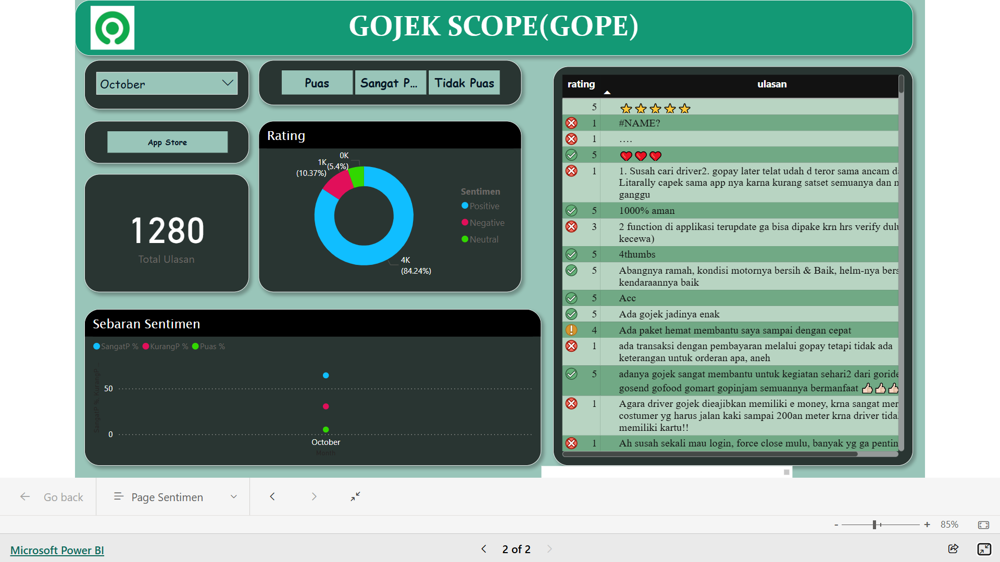 GOJEK SCOPE(GOPE)
October
Puas
Sangat P...
Tidak Puas
App Store
1280
Total Ulasan
Rating
0K
(5.4%)
1K
(10.37%)
4K
(84.24%)
Sentimen
Positive
Negative
Neutral
Sebaran Sentimen
SangatP % KurangP % Puas %
SangatP % KurangP...
50
0
October
Month
rating ulasan
5 ⭐⭐⭐⭐⭐
1 #NAME?
1 ....
5 ❤️❤️❤️
1 1. Susah cari driver2. gopay later telat udah d teror sama ancam
Litarally capek sama app nya karna kurang satset semuanya dan
ganggu
5 1000% aman
3 2 function di applikasi terupdate ga bisa dipake krn hrs verify
kecewa)
5 4thumbs
5 Abangnya ramah, kondisi motornya bersih & Baik, helm-nya
kendaraannya baik
5 Acc
5 Ada gojek jadinya enak
4 Ada paket hemat membantu saya sampai dengan cepat
1 ada transaksi dengan pembayaran melalui gopay tetapi tidak ada
keterangan untuk orderan apa, aneh
5 adanya gojek sangat membantu untuk kegiatan sehari2 dari goride
gosend gofood gomart gopinjam semuannya bermanfaat 👍🏻👍🏻👍🏻
1 Agara driver gojek dieajibkan memiliki e money, krna sangat
costumer yg harus jalan kaki sampai 200an meter krna driver
memiliki kartu!!
1 Ah susah sekali mau login, force close mulu, banyak yg ga
Go back
Page Sentimen
- + 85%
Microsoft Power BI
2 of 2